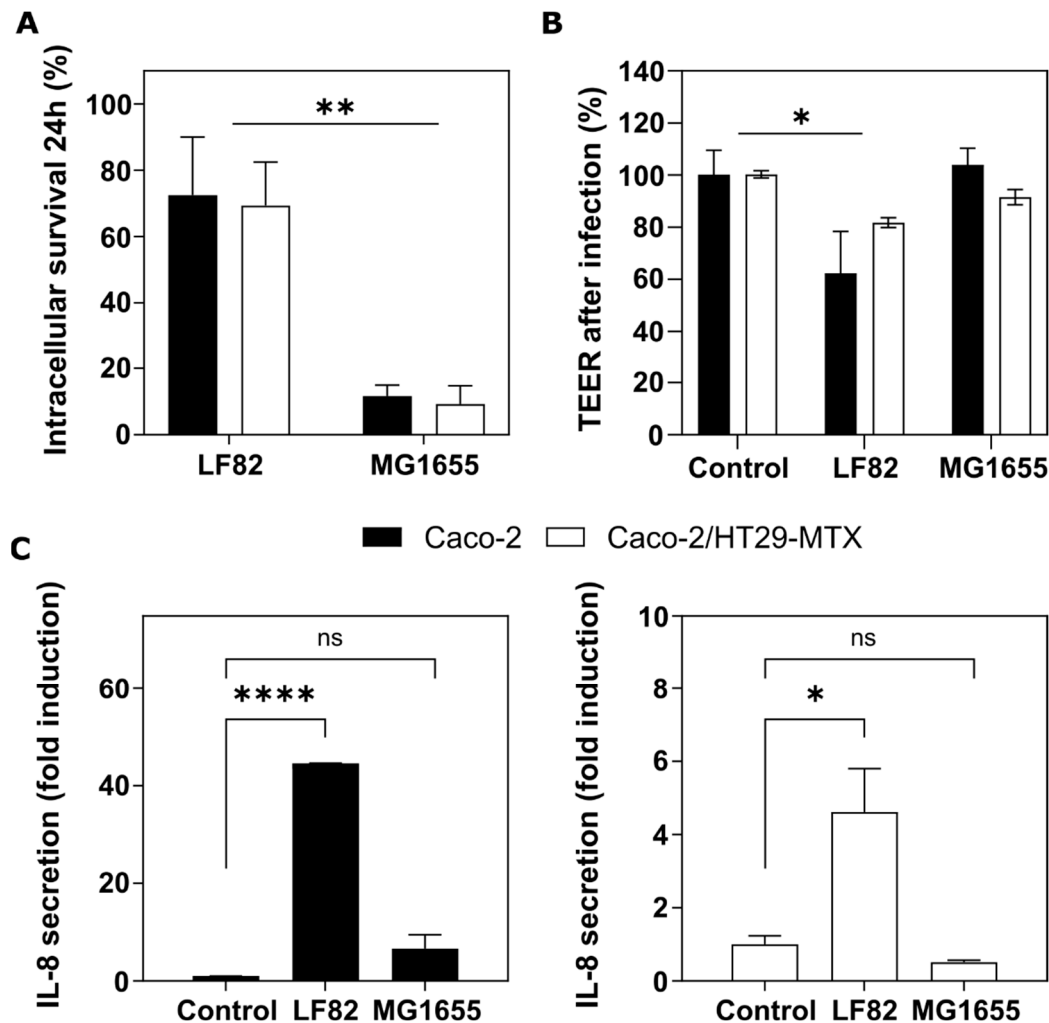 A
Intracellular survival 24h (%)
100
80
60
40
20
0
**
LF82
MG1655
B
TEER after infection (%)
140
120
100
80
60
40
20
0
*
Control
LF82
MG1655
Caco-2
Caco-2/HT29-MTX
C
IL-8 secretion (fold induction)
60
40
20
0
ns
****
Control
LF82
MG1655
IL-8 secretion (fold induction)
10
8
6
4
2
0
ns
*
Control
LF82
MG1655